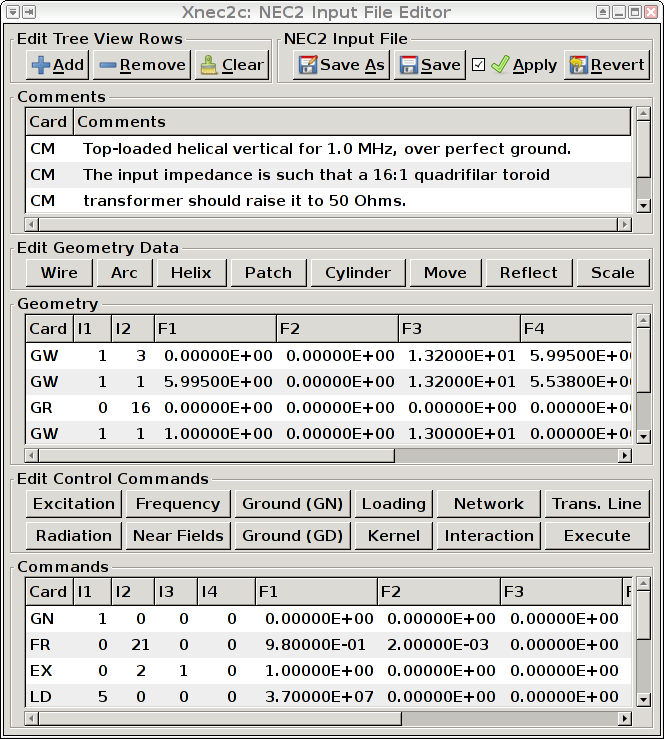 Xnec2c: NEC2 Input File Editor
Edit Tree View Rows NEC2 Input File
Add Remove Clear Save As Save Apply Revert
Comments
Card Comments
CM Top-loaded helical vertical for 1.0 MHz, over perfect ground.
CM The input impedance is such that a 16:1 quadrifilar toroid
CM transformer should raise it to 50 Ohms.
Edit Geometry Data
Wire Arc Helix Patch Cylinder Move Reflect Scale
Geometry
Card I1 I2 F1 F2 F3 F4
GW 1 3 0.00000E+00 0.00000E+00 1.32000E+01 5.99500E+0
GW 1 1 5.99500E+00 0.00000E+00 1.32000E+01 5.53800E+0
GR 0 16 0.00000E+00 0.00000E+00 0.00000E+00 0.00000E+0
GW 1 1 1.00000E+00 0.00000E+00 1.30000E+01 0.00000E+0
Edit Control Commands
Excitation Frequency Ground (GN) Loading Network Trans. Line
Radiation Near Fields Ground (GD) Kernel Interaction Execute
Commands
Card I1 I2 I3 I4 F1 F2 F3 F
GN 1 0 0 0 0.00000E+00 0.00000E+00 0.00000E+00
FR 0 21 0 0 9.80000E-01 2.00000E-03 0.00000E+00
EX 0 2 1 0 1.00000E+00 0.00000E+00 0.00000E+00
LD 5 0 0 0 3.70000E+07 0.00000E+00 0.00000E+00